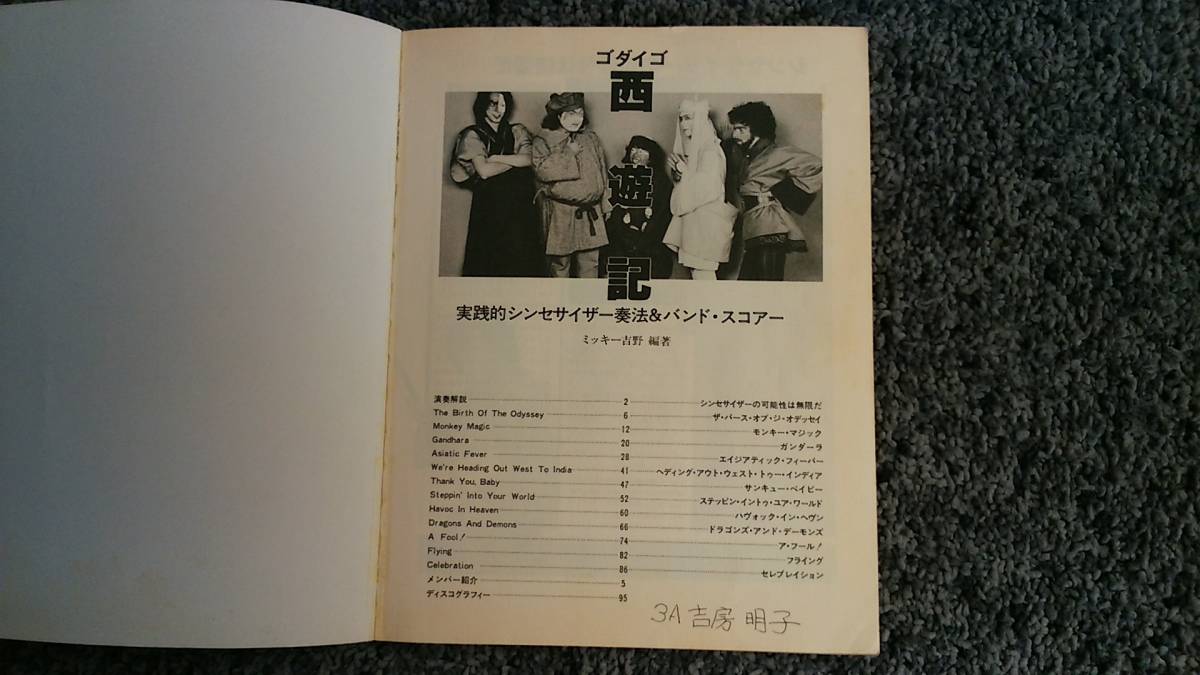 ゴダイゴ
西遊記
実践的シンセサイザー奏法&バンド・スコアー
ミッキー吉野 編著
演奏解説 2 シンセサイザーの可能性は無限だ
The Birth Of The Odyssey 6 ザ・バース・オブ・ジ・オデッセイ
Monkey Magic 12 モンキー・マジック
Gandhara 20 ガンダーラ
Asiatic Fever 28 エイジアティック・フィーバー
We're Heading Out West To India 41 ヘディング・アウト・ウェスト・トゥー・インディア
Thank You, Baby 47 サンキュー・ベイビー
Steppin' Into Your World 52 ステッピン・イントゥ・ユア・ワールド
Havoc In Heaven 60 ハヴォック・イン・ヘヴン
Dragons And Demons 66 ドラゴンズ・アンド・デーモンズ
A Fool! 74 ア・フール!
Flying 82 フライング
Celebration 86 セレブレイション
メンバー紹介 5
ディスコグラフィー 95
3A 吉房 明子